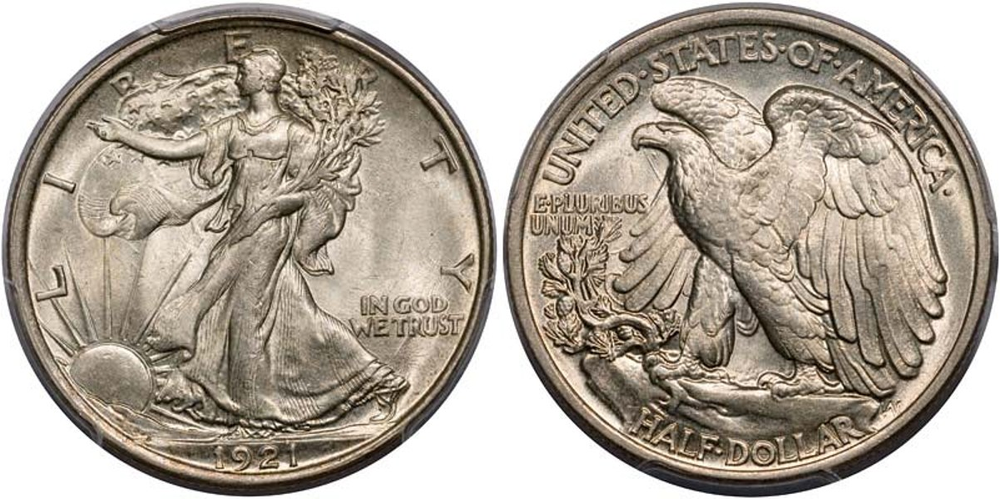 LIBERTY
IN GOD
WE TRUST
1921
UNITED·STATES·OF·AMERICA·
E·PLURIBUS
UNUM
HALF·DOLLAR